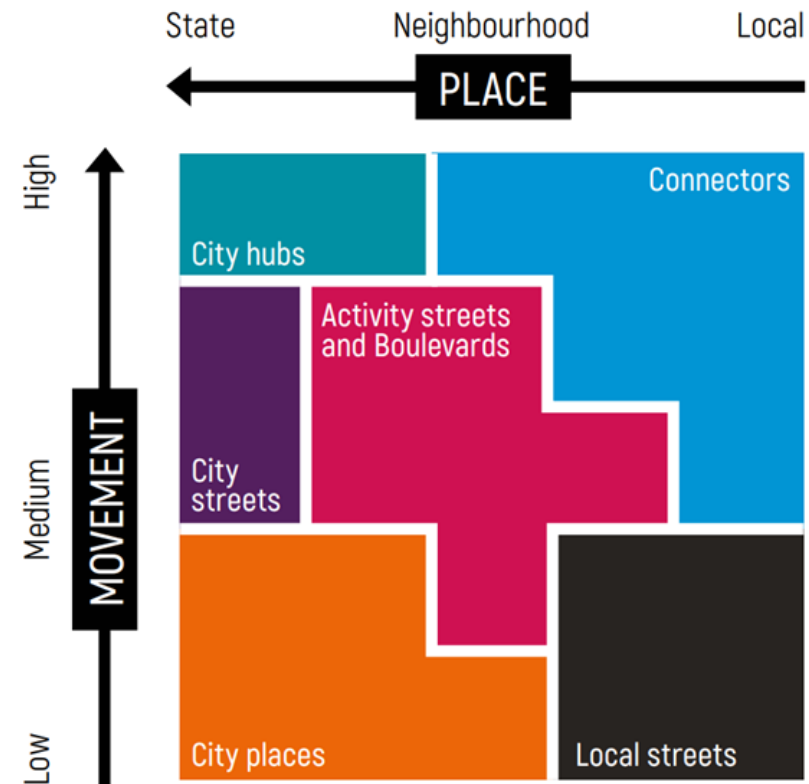 State Neighbourhood Local
PLACE
High
Connectors
City hubs
Activity streets
and Boulevards
MOVEMENT
Medium
City
streets
Low
City places
Local streets